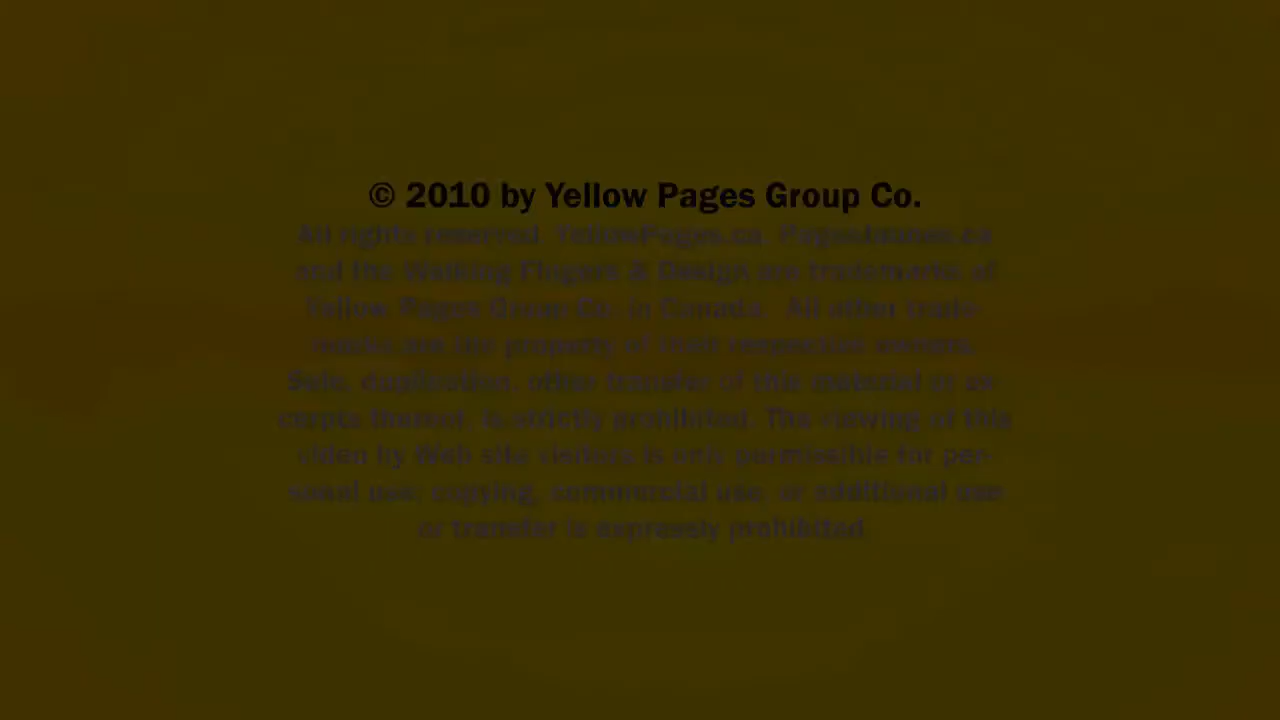 © 2010 by Yellow Pages Group Co.
All rights reserved. YellowPages.ca, PagesJaunes.ca
and the Walking Fingers & Design are trademarks of
Yellow Pages Group Co. in Canada. All other trade-
marks are the property of their respective owners.
Sale, duplication, other transfer of this material or ex-
cerpts thereof, is strictly prohibited. The viewing of this
video by Web site visitors is only permissible for per-
sonal use; copying, commercial use, or additional use
or transfer is expressly prohibited.